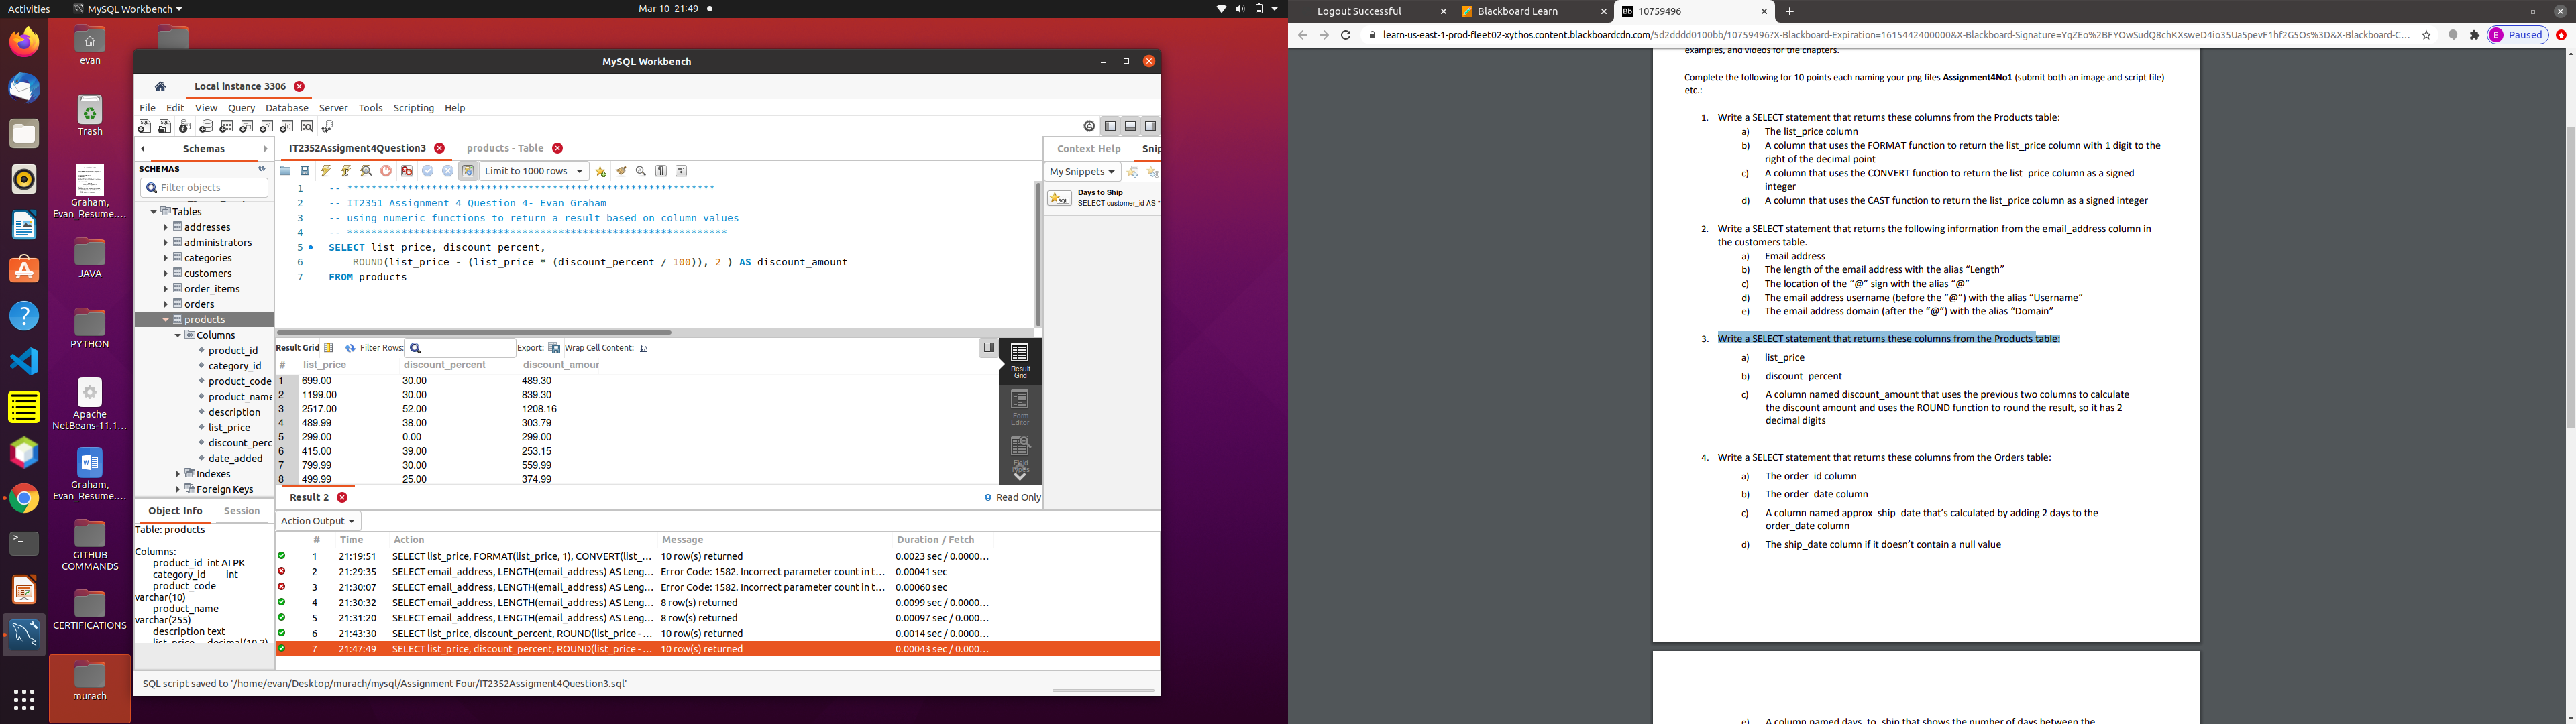 Activities
MySQL Workbench
Mar 10 21:49
evan
Trash
Graham,
Evan_Resume....
JAVA
PYTHON
Apache
NetBeans-11.1...
Graham,
Evan_Resume....
GITHUB
COMMANDS
CERTIFICATIONS
murach
MySQL Workbench
Local instance 3306
File Edit View Query Database Server Tools Scripting Help
Schemas
SCHEMAS
Filter objects
Tables
addresses
administrators
categories
customers
order_items
orders
products
Columns
product_id
category_id
product_code
product_name
description
list_price
discount_perc
date_added
Indexes
Foreign Keys
Object Info Session
Table: products
Columns:
product_id int AI PK
category_id int
product_code
varchar(10)
product_name
varchar(255)
description text
IT2352Assigment4Question3
products - Table
Limit to 1000 rows
1 -- *************************************************************
2 -- IT2351 Assignment 4 Question 4- Evan Graham
3 -- using numeric functions to return a result based on column values
4 -- ***************************************************************
5 SELECT list_price, discount_percent,
6 ROUND(list_price - (list_price * (discount_percent / 100)), 2 ) AS discount_amount
7 FROM products
Context Help Snip
My Snippets
Days to Ship
SELECT customer_id AS "
Result Grid Filter Rows: Export: Wrap Cell Content:
# list_price discount_percent discount_amour
1 699.00 30.00 489.30
2 1199.00 30.00 839.30
3 2517.00 52.00 1208.16
4 489.99 38.00 303.79
5 299.00 0.00 299.00
6 415.00 39.00 253.15
7 799.99 30.00 559.99
8 499.99 25.00 374.99
Result
Grid
Form
Editor
Field
Types
Result 2
Read Only
Action Output
# Time Action Message Duration / Fetch
1 21:19:51 SELECT list_price, FORMAT(list_price, 1), CONVERT(list_... 10 row(s) returned 0.0023 sec / 0.0000...
2 21:29:35 SELECT email_address, LENGTH(email_address) AS Leng... Error Code: 1582. Incorrect parameter count in t... 0.00041 sec
3 21:30:07 SELECT email_address, LENGTH(email_address) AS Leng... Error Code: 1582. Incorrect parameter count in t... 0.00060 sec
4 21:30:32 SELECT email_address, LENGTH(email_address) AS Leng... 8 row(s) returned 0.0099 sec / 0.0000...
5 21:31:20 SELECT email_address, LENGTH(email_address) AS Leng... 8 row(s) returned 0.00097 sec / 0.0000...
6 21:43:30 SELECT list_price, discount_percent, ROUND(list_price - ... 10 row(s) returned 0.0014 sec / 0.0000...
7 21:47:49 SELECT list_price, discount_percent, ROUND(list_price - ... 10 row(s) returned 0.00043 sec / 0.000...
SQL script saved to '/home/evan/Desktop/murach/mysql/Assignment Four/IT2352Assigment4Question3.sql'
Logout Successful
Blackboard Learn
Bb 10759496
learn-us-east-1-prod-fleet02-xythos.content.blackboardcdn.com/5d2dddd0100bb/10759496?X-Blackboard-Expiration=1615442400000&X-Blackboard-Signature=YqZEo%2BFYOwSudQ8chKXsweD4io35Ua5pevF1hf2G5Os%3D&X-Blackboard-C...
E Paused
examples, and videos for the chapters.
Complete the following for 10 points each naming your png files Assignment4No1 (submit both an image and script file)
etc.:
1. Write a SELECT statement that returns these columns from the Products table:
a) The list_price column
b) A column that uses the FORMAT function to return the list_price column with 1 digit to the
right of the decimal point
c) A column that uses the CONVERT function to return the list_price column as a signed
integer
d) A column that uses the CAST function to return the list_price column as a signed integer
2. Write a SELECT statement that returns the following information from the email_address column in
the customers table.
a) Email address
b) The length of the email address with the alias “Length”
c) The location of the “@” sign with the alias “@”
d) The email address username (before the “@”) with the alias “Username”
e) The email address domain (after the “@”) with the alias “Domain”
3. Write a SELECT statement that returns these columns from the Products table:
a) list_price
b) discount_percent
c) A column named discount_amount that uses the previous two columns to calculate
the discount amount and uses the ROUND function to round the result, so it has 2
decimal digits
4. Write a SELECT statement that returns these columns from the Orders table:
a) The order_id column
b) The order_date column
c) A column named approx_ship_date that’s calculated by adding 2 days to the
order_date column
d) The ship_date column if it doesn’t contain a null value
e) A column named days_to_ship that shows the number of days between the